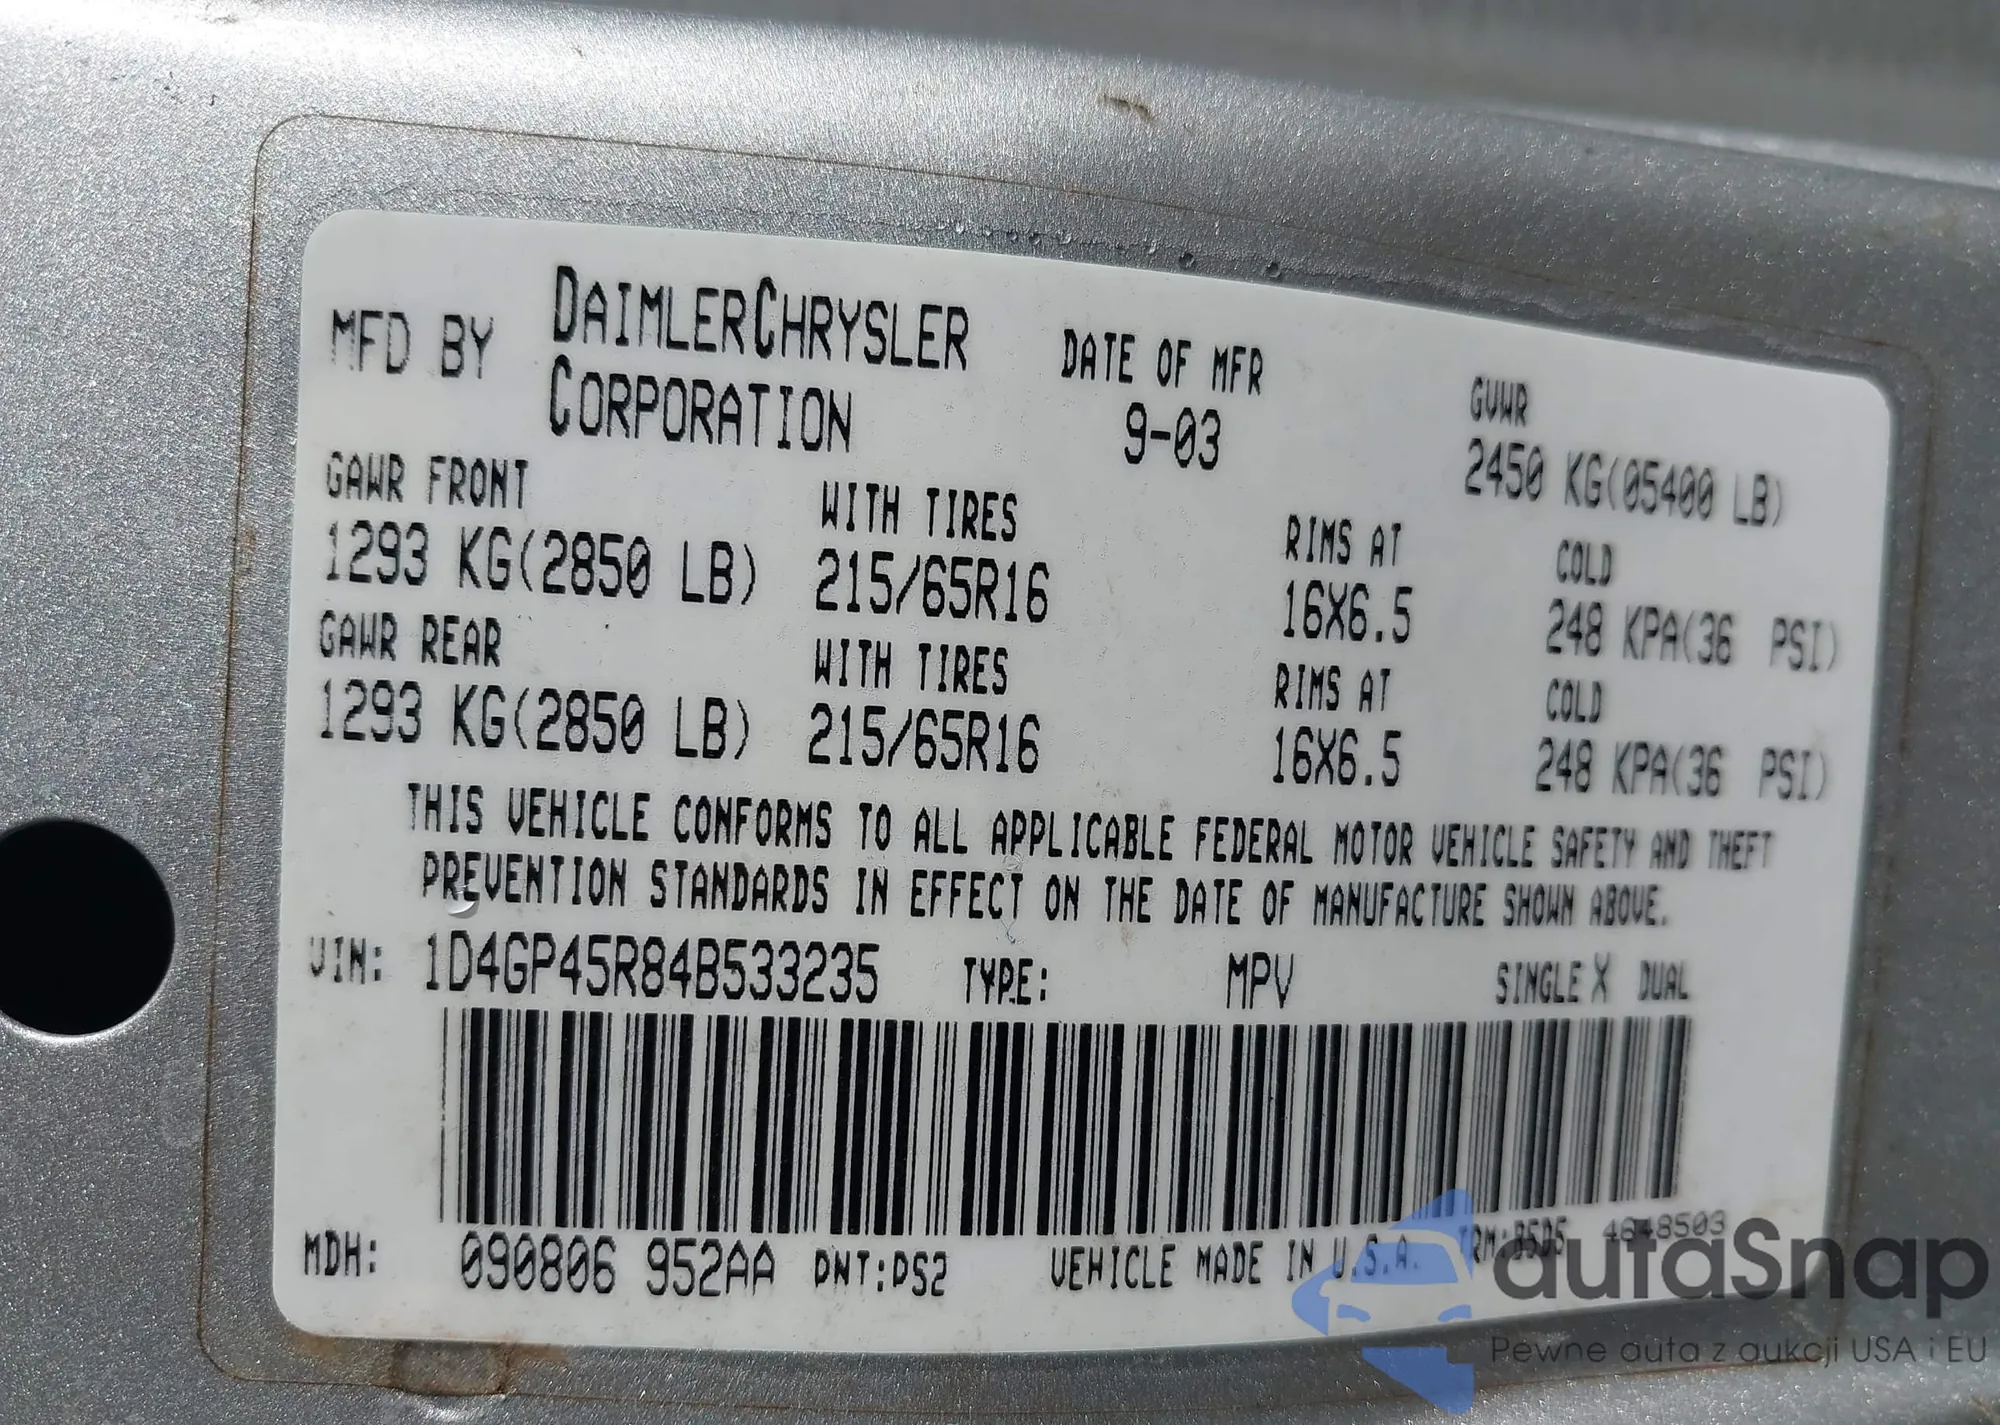 MFD BY DAIMLERCHRYSLER CORPORATION
DATE OF MFR
9-03
GVWR
2450 KG(05400 LB)
GAWR FRONT WITH TIRES RIMS AT COLD
1293 KG(2850 LB) 215/65R16 16X6.5 248 KPA(36 PSI)
GAWR REAR WITH TIRES RIMS AT COLD
1293 KG(2850 LB) 215/65R16 16X6.5 248 KPA(36 PSI)
THIS VEHICLE CONFORMS TO ALL APPLICABLE FEDERAL MOTOR VEHICLE SAFETY AND THEFT
PREVENTION STANDARDS IN EFFECT ON THE DATE OF MANUFACTURE SHOWN ABOVE.
VIN: 1D4GP45R84B533235 TYPE: MPV SINGLE X DUAL
MDH: 090806 952AA PNT:PS2 VEHICLE MADE IN U.S.A. TRM:B5D5 4648503
autaSnap
Pewne auta z aukcji USA i EU